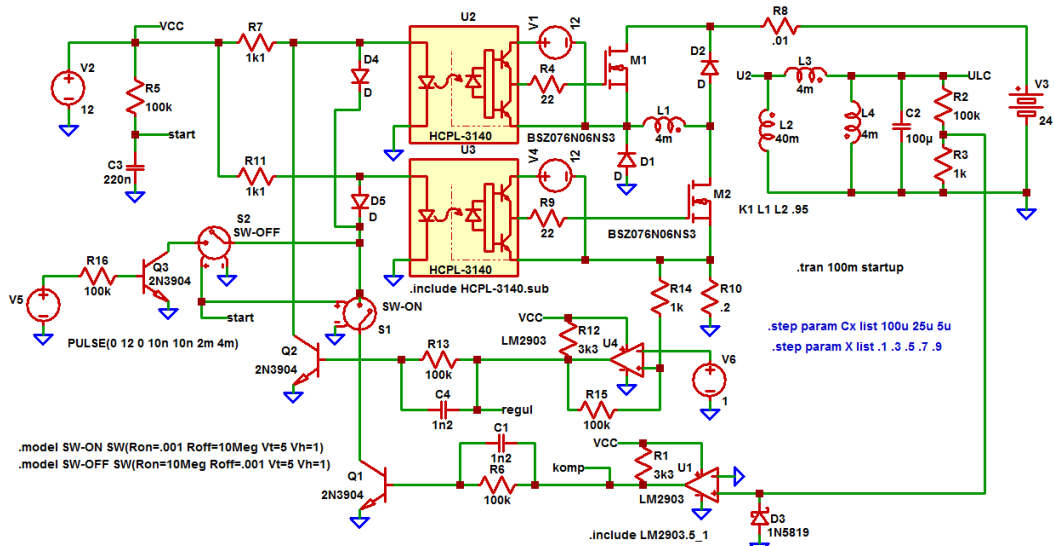 VCC
R7
1k1
V2
12
R5
100k
start
C3
220n
R11
1k1
D4
D
U2
HCPL-3140
V1
12
R4
22
M1
BSZ076N06NS3
D2
D
L1
4m
D1
D
R8
.01
V3
24
U2
L3
4m
L2
40m
L4
4m
C2
100µ
ULC
R2
100k
R3
1k
K1 L1 L2 .95
U3
HCPL-3140
.include HCPL-3140.sub
V4
12
R9
22
M2
BSZ076N06NS3
D5
D
S2
SW-OFF
R16
100k
Q3
2N3904
V5
PULSE(0 12 0 10n 10n 2m 4m)
start
SW-ON
S1
R14
1k
R10
.2
.tran 100m startup
.step param Cx list 100u 25u 5u
.step param X list .1 .3 .5 .7 .9
VCC
R12
LM2903
3k3
U4
V6
1
Q2
2N3904
R13
100k
C4
1n2
regul
R15
100k
.model SW-ON SW(Ron=.001 Roff=10Meg Vt=5 Vh=1)
.model SW-OFF SW(Ron=10Meg Roff=.001 Vt=5 Vh=1)
Q1
2N3904
C1
1n2
R6
100k
komp
VCC
R1
3k3
U1
LM2903
D3
1N5819
.include LM2903.5_1